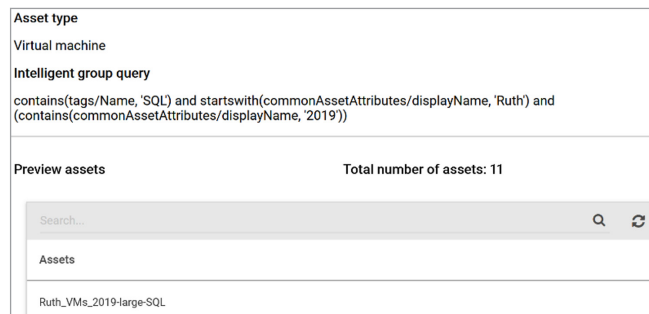 Asset type
Virtual machine
Intelligent group query
contains(tags/Name, 'SQL') and startswith(commonAssetAttributes/displayName, 'Ruth') and
(contains(commonAssetAttributes/displayName, '2019'))
Preview assets Total number of assets: 11
Search...
Assets
Ruth_VMs_2019-large-SQL